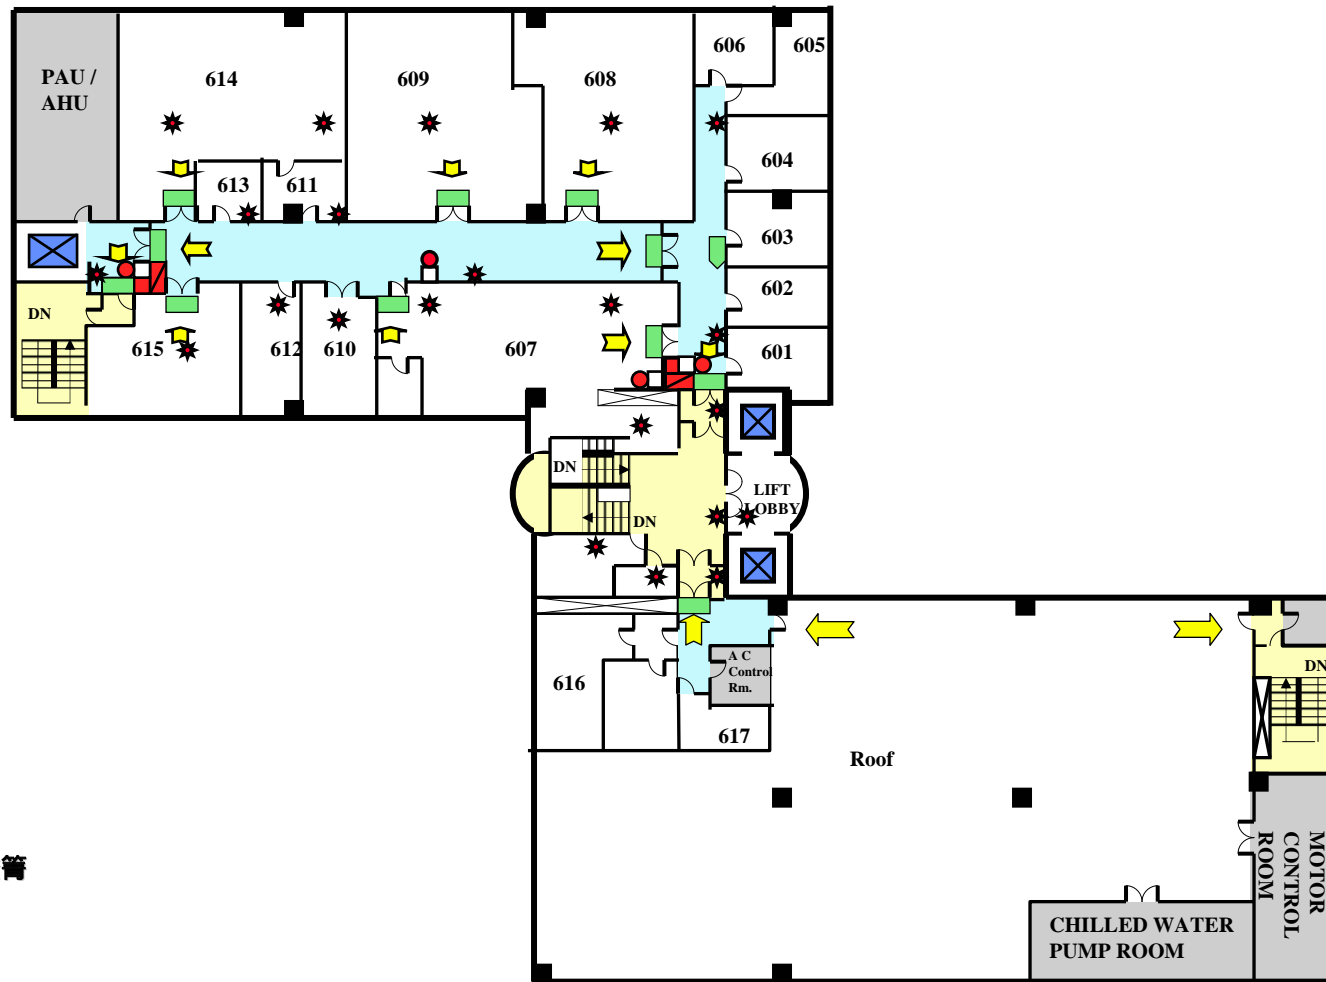 606
605
PAU /
AHU
614
609
608
604
613
611
603
602
DN
615
612
610
607
601
DN
LIFT
LOBBY
DN
A C
Control
Rm.
616
617
DN
Roof
MOTOR
CONTROL
ROOM
CHILLED WATER
PUMP ROOM